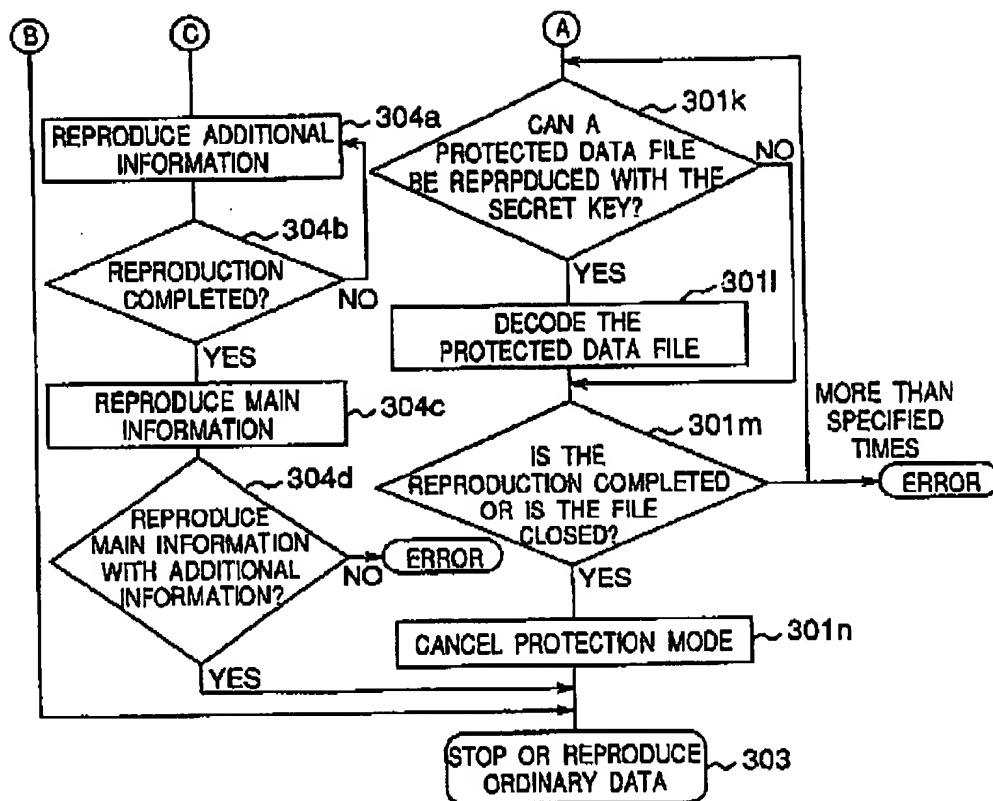 B
C
A
304a
REPRODUCE ADDITIONAL
INFORMATION
304b
REPRODUCTION
COMPLETED?
NO
YES
REPRODUCE MAIN
INFORMATION
304c
304d
REPRODUCE
MAIN INFORMATION
WITH ADDITIONAL
INFORMATION?
NO
ERROR
YES
301k
CAN A
PROTECTED DATA FILE
BE REPRPDUCED WITH THE
SECRET KEY?
NO
YES
301l
DECODE THE
PROTECTED DATA FILE
301m
IS THE
REPRODUCTION COMPLETED
OR IS THE FILE
CLOSED?
MORE THAN
SPECIFIED
TIMES
ERROR
YES
CANCEL PROTECTION MODE
301n
STOP OR REPRODUCE
ORDINARY DATA
303